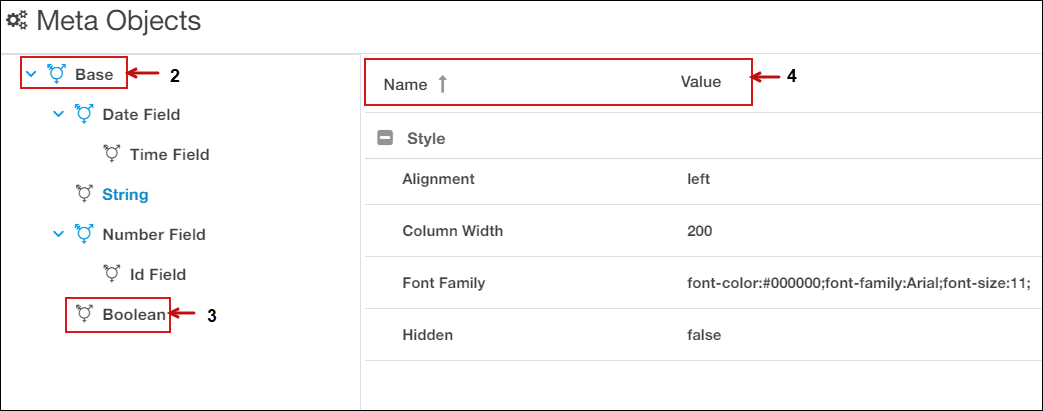 Meta Objects
Base 2
Date Field
Time Field
String
Number Field
Id Field
Boolean 3
Name Value 4
Style
Alignment left
Column Width 200
Font Family font-color:#000000;font-family:Arial;font-size:11;
Hidden false